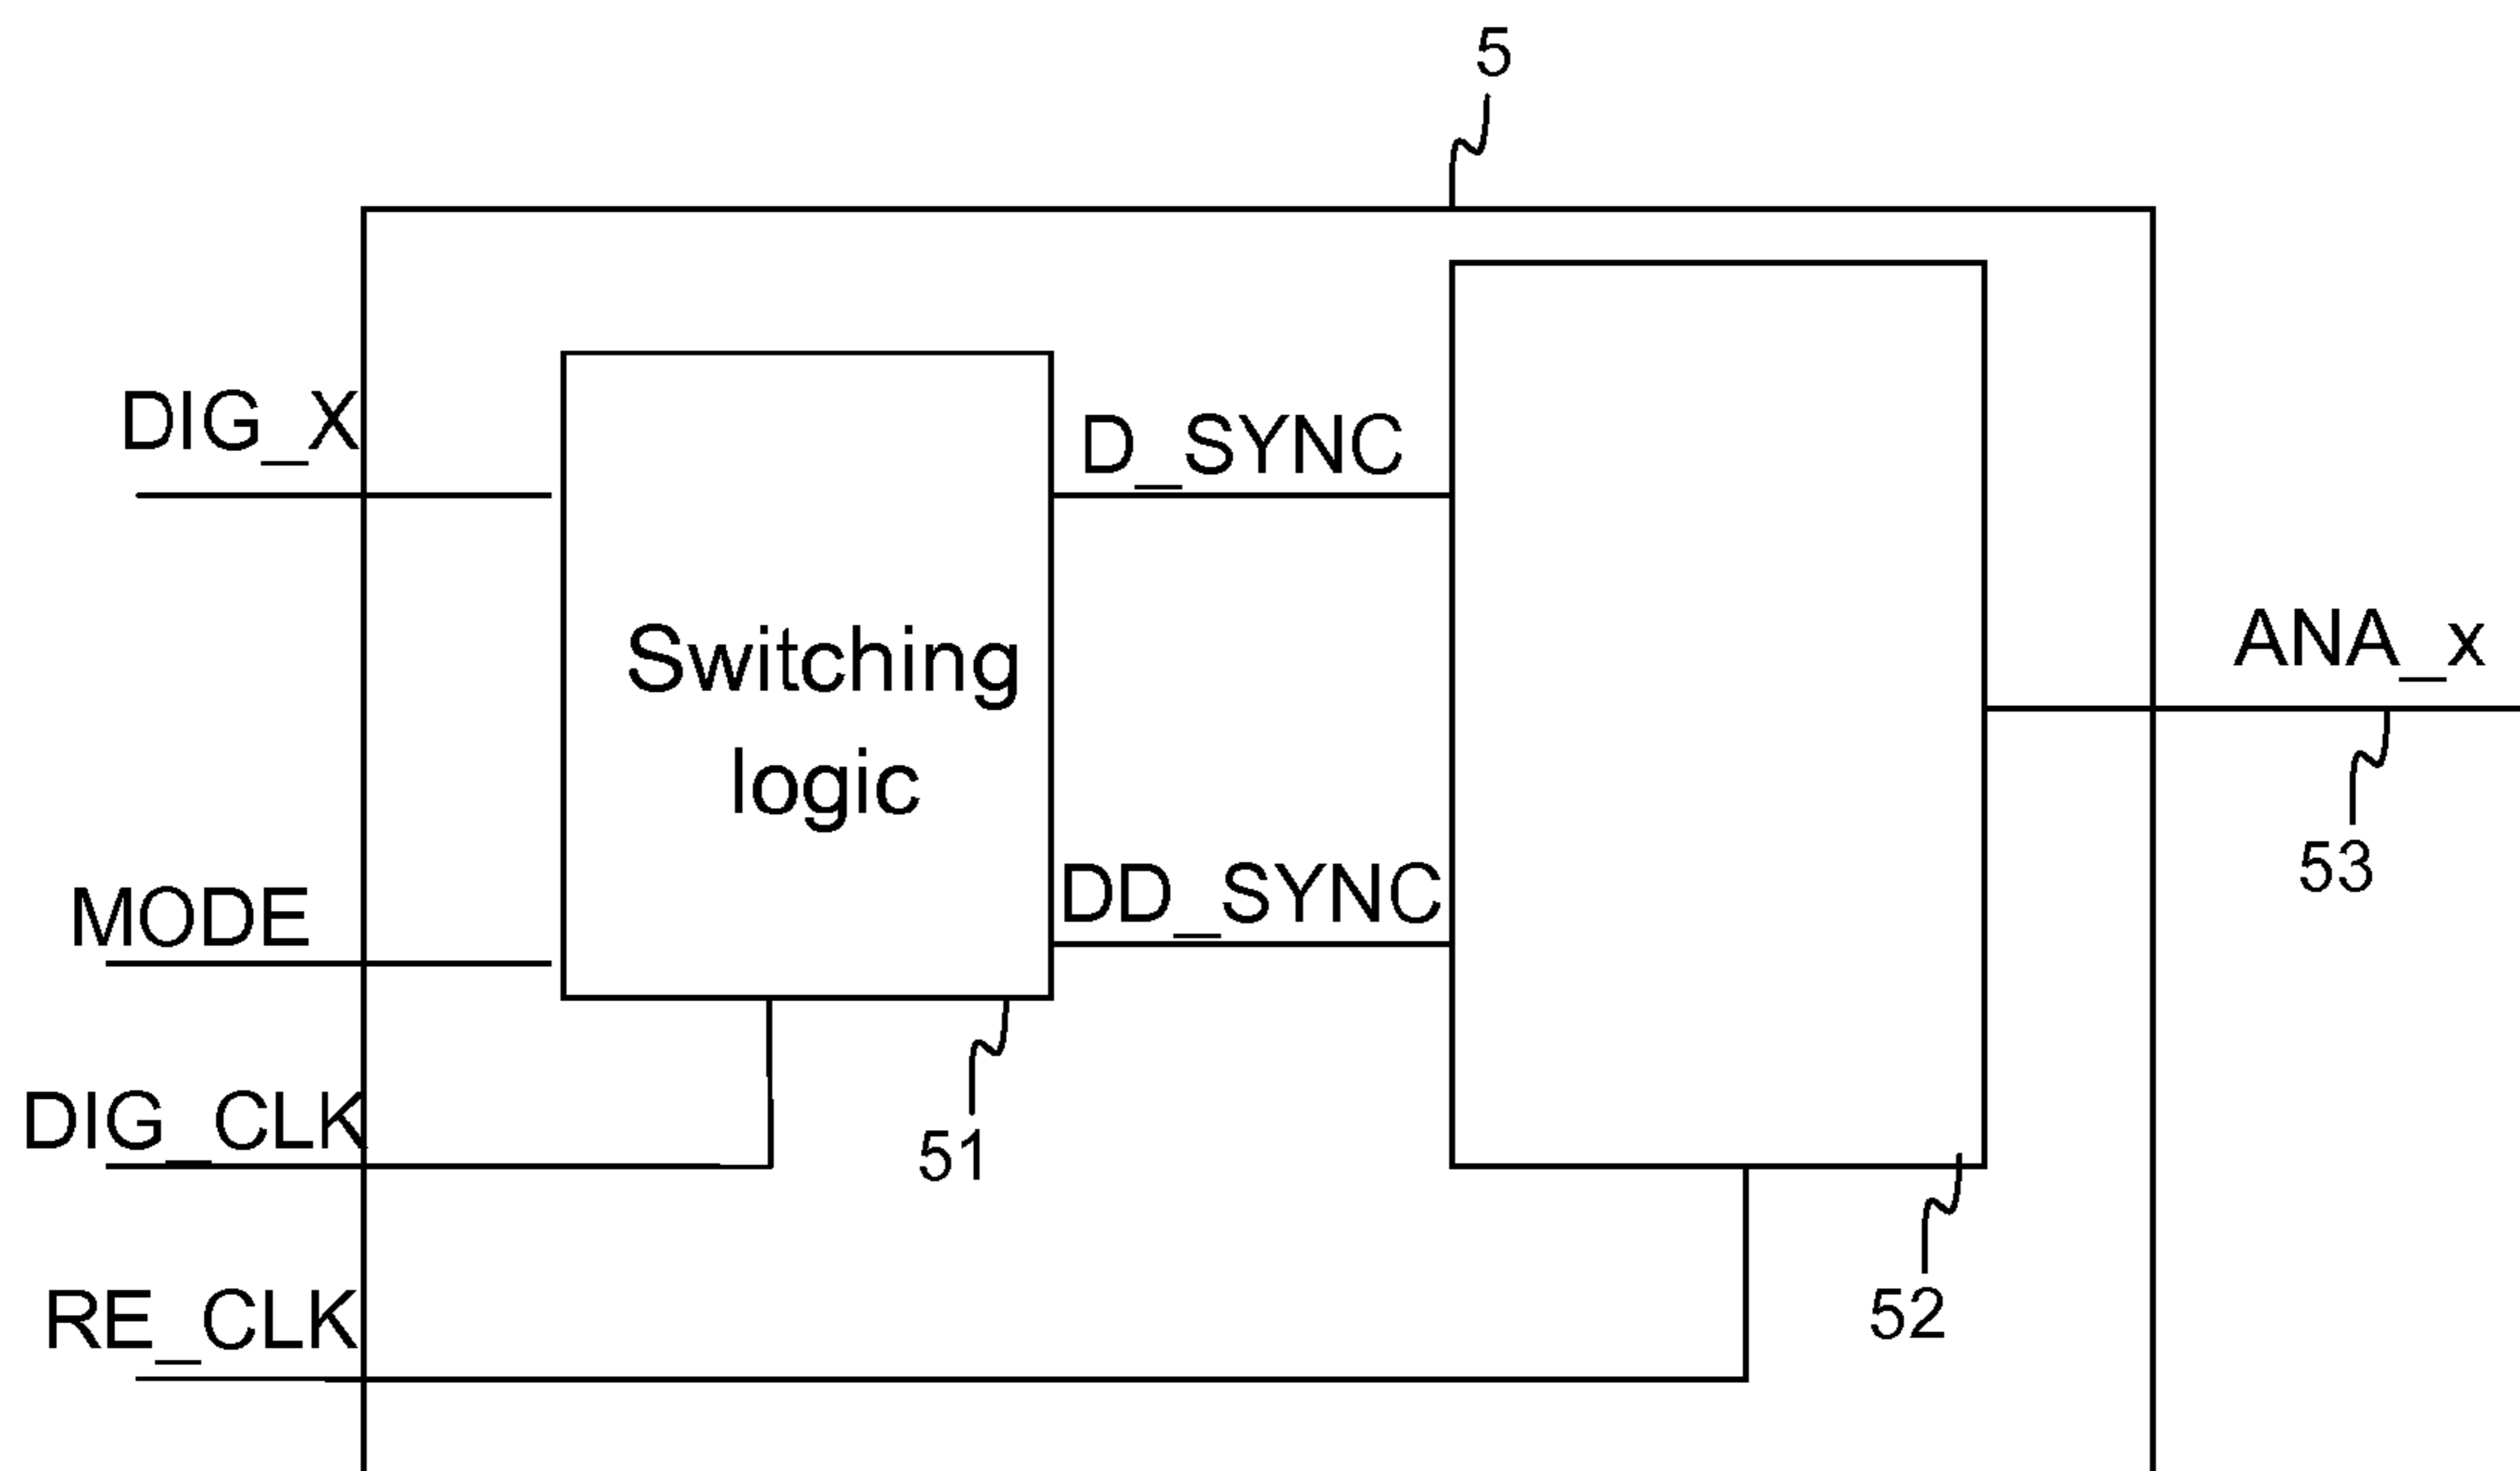 5
DIG_X
D_SYNC
Switching
logic
ANA_x
53
DD_SYNC
MODE
DIG_CLK
51
RE_CLK
52